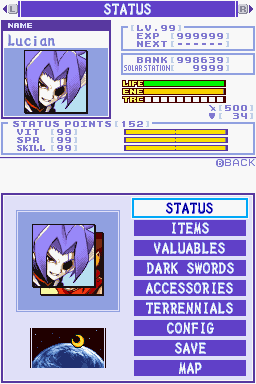 L STATUS R
NAME
Lucian
LV.99
EXP [999999]
NEXT [------]
BANK [998639]
SOLAR STATION [ 9999]
LIFE
ENE
TRC
[500]
[ 34]
STATUS POINTS [152]
VIT [99]
SPR [99]
SKILL [99]
BACK
STATUS
ITEMS
VALUABLES
DARK SWORDS
ACCESSORIES
TERRENNIALS
CONFIG
SAVE
MAP